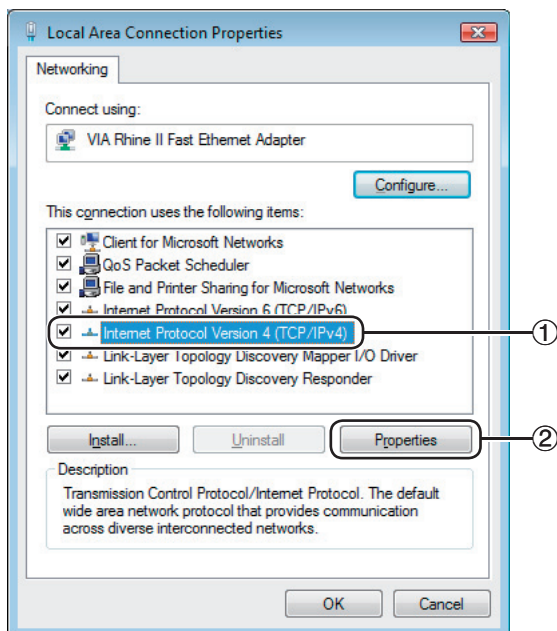 Local Area Connection Properties
Networking
Connect using:
VIA Rhine II Fast Ethernet Adapter
Configure...
This connection uses the following items:
Client for Microsoft Networks
QoS Packet Scheduler
File and Printer Sharing for Microsoft Networks
Internet Protocol Version 6 (TCP/IPv6)
Internet Protocol Version 4 (TCP/IPv4)
①
Link-Layer Topology Discovery Mapper I/O Driver
Link-Layer Topology Discovery Responder
Install...
Uninstall
Properties
②
Description
Transmission Control Protocol/Internet Protocol. The default
wide area network protocol that provides communication
across diverse interconnected networks.
OK
Cancel